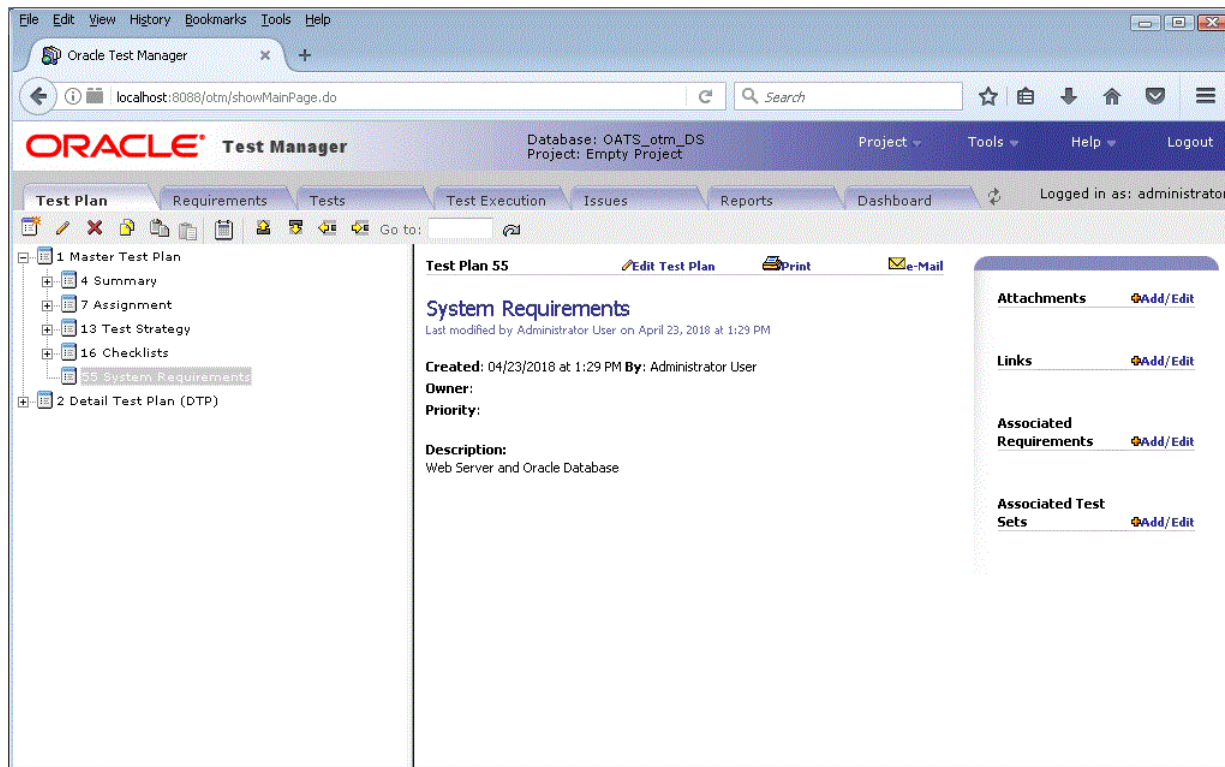 File Edit View History Bookmarks Tools Help
Oracle Test Manager
localhost:8088/otm/showMainPage.do
Search
ORACLE Test Manager
Database: OATS_otm_DS
Project: Empty Project
Project Tools Help Logout
Test Plan Requirements Tests Test Execution Issues Reports Dashboard
Logged in as: administrator
Go to:
1 Master Test Plan
4 Summary
7 Assignment
13 Test Strategy
16 Checklists
55 System Requirements
2 Detail Test Plan (DTP)
Test Plan 55 Edit Test Plan Print e-Mail
System Requirements
Last modified by Administrator User on April 23, 2018 at 1:29 PM
Created: 04/23/2018 at 1:29 PM By: Administrator User
Owner:
Priority:
Description:
Web Server and Oracle Database
Attachments Add/Edit
Links Add/Edit
Associated
Requirements Add/Edit
Associated Test
Sets Add/Edit